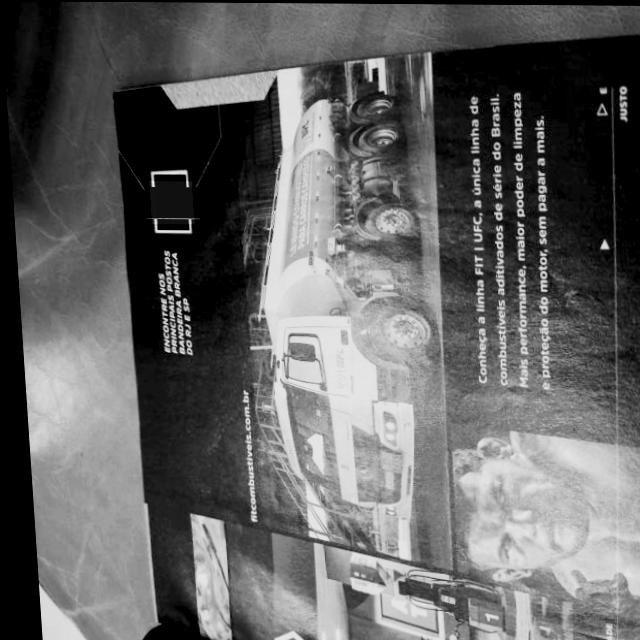 Conheça a linha FIT | UFC, a única linha de
combustíveis aditivados de série do Brasil.
Mais performance, maior poder de limpeza
e proteção do motor, sem pagar a mais.
JUSTO
ENCONTRE NOS
PRINCIPAIS POSTOS
BANDEIRA BRANCA
DO RJ E SP
fitcombustiveis.com.br